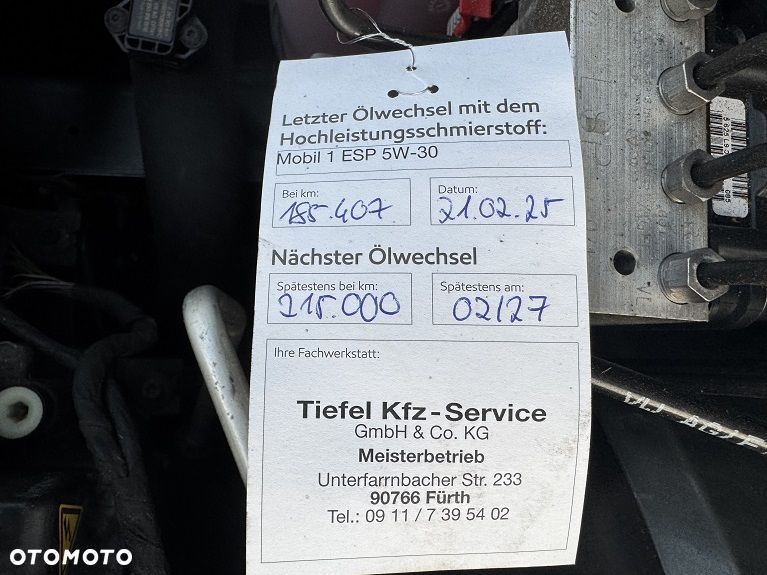 Letzter Ölwechsel mit dem
Hochleistungsschmierstoff:
Mobil 1 ESP 5W-30
Bei km:
185.407
Datum:
21.02.25
Nächster Ölwechsel
Spätestens bei km:
215.000
Spätestens am:
02/27
Ihre Fachwerkstatt:
Tiefel Kfz-Service
GmbH & Co. KG
Meisterbetrieb
Unterfarrnbacher Str. 233
90766 Fürth
Tel.: 09 11 / 7 39 54 02
OTOMOTO